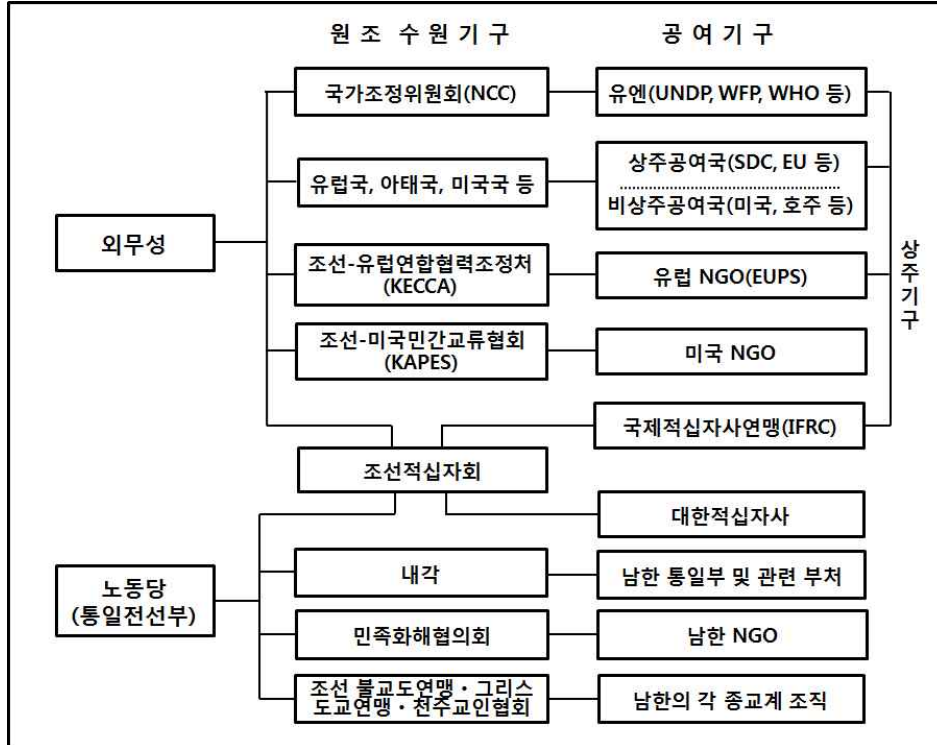 원 조 수 원 기 구
공 여 기 구
국가조정위원회(NCC)
유엔(UNDP, WFP, WHO 등)
유럽국, 아태국, 미국국 등
상주공여국(SDC, EU 등)
비상주공여국(미국, 호주 등)
외무성
조선-유럽연합협력조정처
(KECCA)
유럽 NGO(EUPS)
상주기구
조선-미국민간교류협회
(KAPES)
미국 NGO
국제적십자사연맹(IFRC)
조선적십자회
대한적십자사
노동당
(통일전선부)
내각
남한 통일부 및 관련 부처
민족화해협의회
남한 NGO
조선 불교도연맹・그리스
도교연맹・천주교인협회
남한의 각 종교계 조직